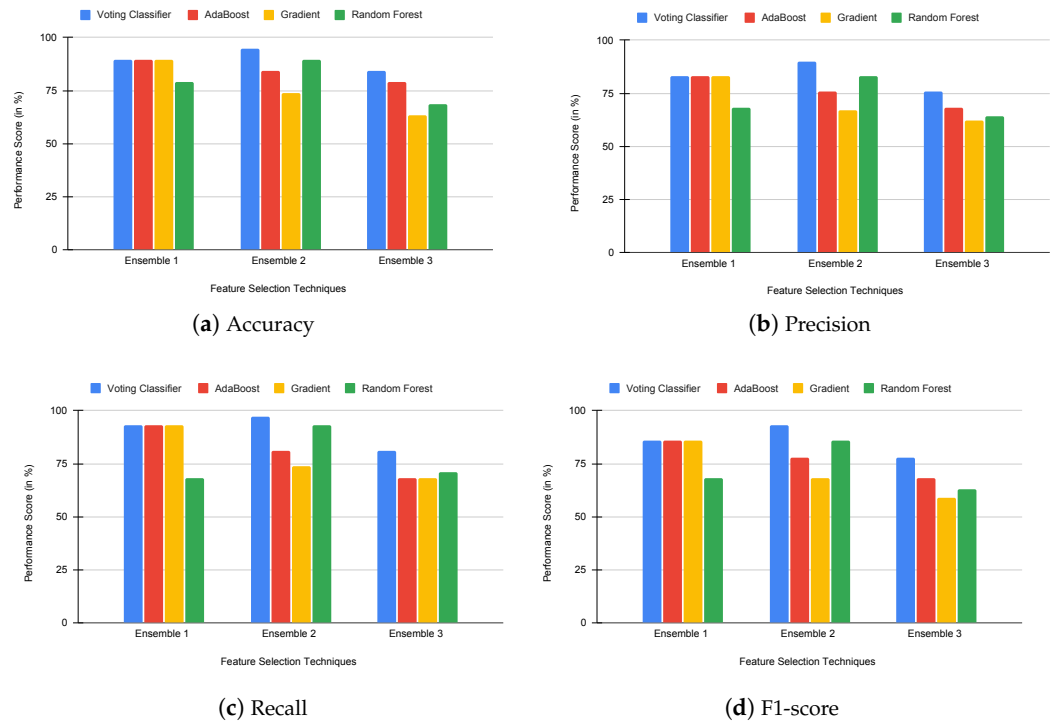 Voting Classifier AdaBoost Gradient Random Forest
Performance Score (in %)
100
75
50
25
0
Ensemble 1 Ensemble 2 Ensemble 3
Feature Selection Techniques
(a) Accuracy
Voting Classifier AdaBoost Gradient Random Forest
Performance Score (in %)
100
75
50
25
0
Ensemble 1 Ensemble 2 Ensemble 3
Feature Selection Techniques
(b) Precision
Voting Classifier AdaBoost Gradient Random Forest
Performance Score (in %)
100
75
50
25
0
Ensemble 1 Ensemble 2 Ensemble 3
Feature Selection Techniques
(c) Recall
Voting Classifier AdaBoost Gradient Random Forest
Performance Score (in %)
100
75
50
25
0
Ensemble 1 Ensemble 2 Ensemble 3
Feature Selection Techniques
(d) F1-score